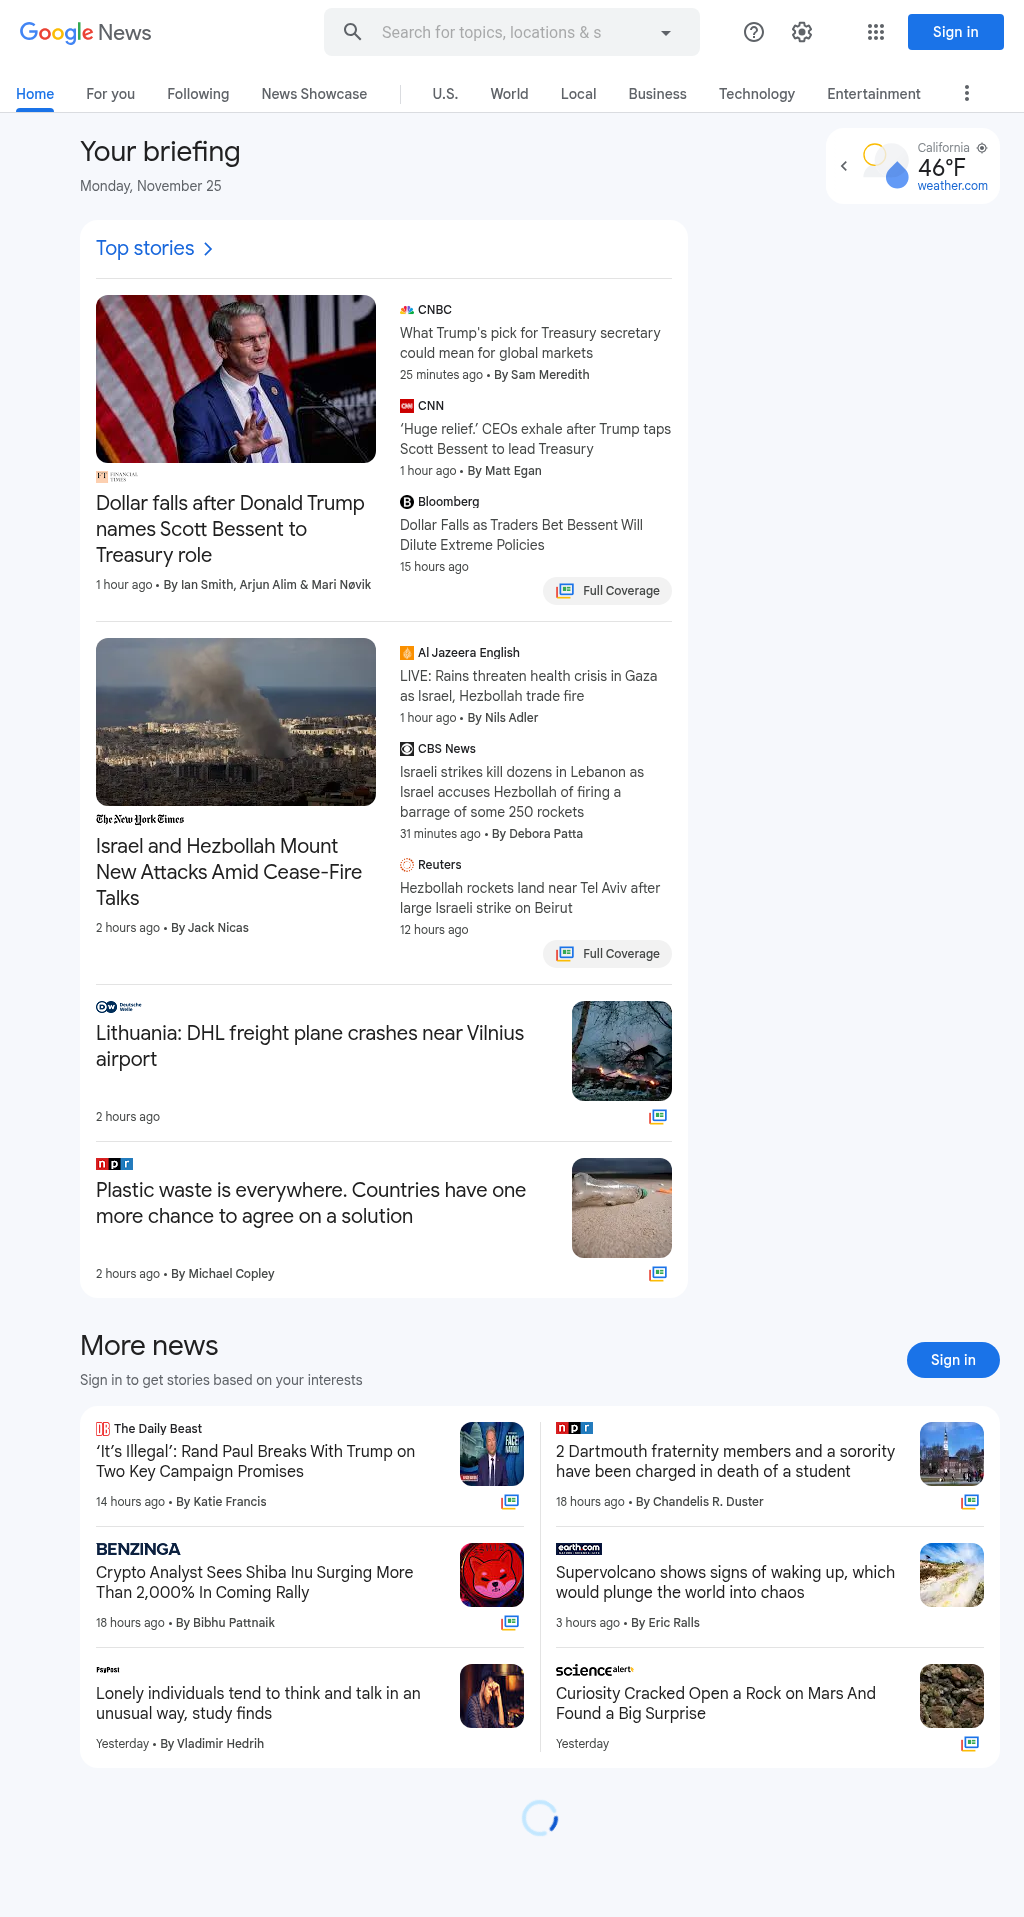 Google News
Search for topics, locations & s
Sign in
Home
For you
Following
News Showcase
U.S.
World
Local
Business
Technology
Entertainment
Your briefing
Monday, November 25
California
46°F
weather.com
Top stories
FINANCIAL TIMES
Dollar falls after Donald Trump
names Scott Bessent to
Treasury role
1 hour ago • By Ian Smith, Arjun Alim & Mari Nøvik
CNBC
What Trump's pick for Treasury secretary
could mean for global markets
25 minutes ago • By Sam Meredith
CNN
‘Huge relief.’ CEOs exhale after Trump taps
Scott Bessent to lead Treasury
1 hour ago • By Matt Egan
Bloomberg
Dollar Falls as Traders Bet Bessent Will
Dilute Extreme Policies
15 hours ago
Full Coverage
The New York Times
Israel and Hezbollah Mount
New Attacks Amid Cease-Fire
Talks
2 hours ago • By Jack Nicas
Al Jazeera English
LIVE: Rains threaten health crisis in Gaza
as Israel, Hezbollah trade fire
1 hour ago • By Nils Adler
CBS News
Israeli strikes kill dozens in Lebanon as
Israel accuses Hezbollah of firing a
barrage of some 250 rockets
31 minutes ago • By Debora Patta
Reuters
Hezbollah rockets land near Tel Aviv after
large Israeli strike on Beirut
12 hours ago
Full Coverage
DW Deutsche Welle
Lithuania: DHL freight plane crashes near Vilnius
airport
2 hours ago
npr
Plastic waste is everywhere. Countries have one
more chance to agree on a solution
2 hours ago • By Michael Copley
More news
Sign in to get stories based on your interests
Sign in
The Daily Beast
‘It’s Illegal’: Rand Paul Breaks With Trump on
Two Key Campaign Promises
14 hours ago • By Katie Francis
npr
2 Dartmouth fraternity members and a sorority
have been charged in death of a student
18 hours ago • By Chandelis R. Duster
BENZINGA
Crypto Analyst Sees Shiba Inu Surging More
Than 2,000% In Coming Rally
18 hours ago • By Bibhu Pattnaik
earth.com
Supervolcano shows signs of waking up, which
would plunge the world into chaos
3 hours ago • By Eric Ralls
PsyPost
Lonely individuals tend to think and talk in an
unusual way, study finds
Yesterday • By Vladimir Hedrih
sciencealert
Curiosity Cracked Open a Rock on Mars And
Found a Big Surprise
Yesterday